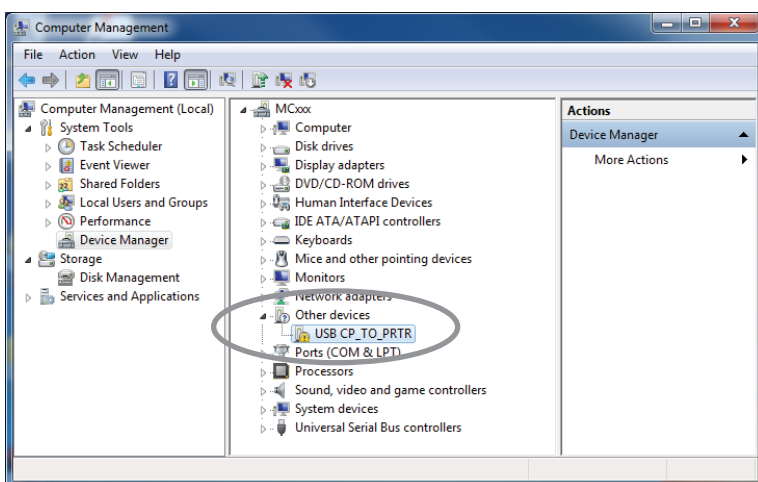 Computer Management
File Action View Help
Computer Management (Local)
System Tools
Task Scheduler
Event Viewer
Shared Folders
Local Users and Groups
Performance
Device Manager
Storage
Disk Management
Services and Applications
MCxxx
Computer
Disk drives
Display adapters
DVD/CD-ROM drives
Human Interface Devices
IDE ATA/ATAPI controllers
Keyboards
Mice and other pointing devices
Monitors
Network adapters
Other devices
USB CP_TO_PRTR
Ports (COM & LPT)
Processors
Sound, video and game controllers
System devices
Universal Serial Bus controllers
Actions
Device Manager
More Actions